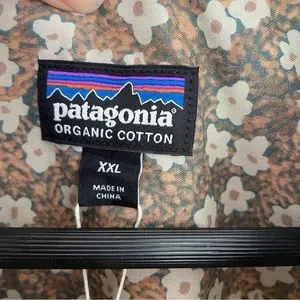 patagonia
ORGANIC COTTON
XXL
MADE IN
CHINA